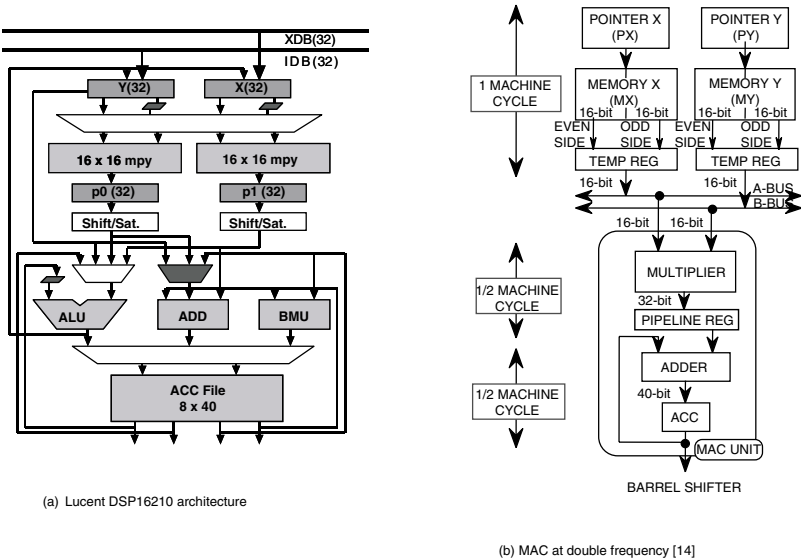 XDB(32)
IDB(32)
Y(32)
X(32)
16 x 16 mpy
16 x 16 mpy
p0 (32)
p1 (32)
Shift/Sat.
Shift/Sat.
ALU
ADD
BMU
ACC File
8 x 40
(a) Lucent DSP16210 architecture
POINTER X
(PX)
POINTER Y
(PY)
1 MACHINE
CYCLE
MEMORY X
(MX)
16-bit
16-bit
MEMORY Y
(MY)
16-bit
16-bit
EVEN
SIDE
ODD
SIDE
EVEN
SIDE
ODD
SIDE
TEMP REG
TEMP REG
16-bit
16-bit
A-BUS
B-BUS
16-bit
16-bit
1/2 MACHINE
CYCLE
MULTIPLIER
32-bit
PIPELINE REG
1/2 MACHINE
CYCLE
ADDER
40-bit
ACC
MAC UNIT
BARREL SHIFTER
(b) MAC at double frequency [14]